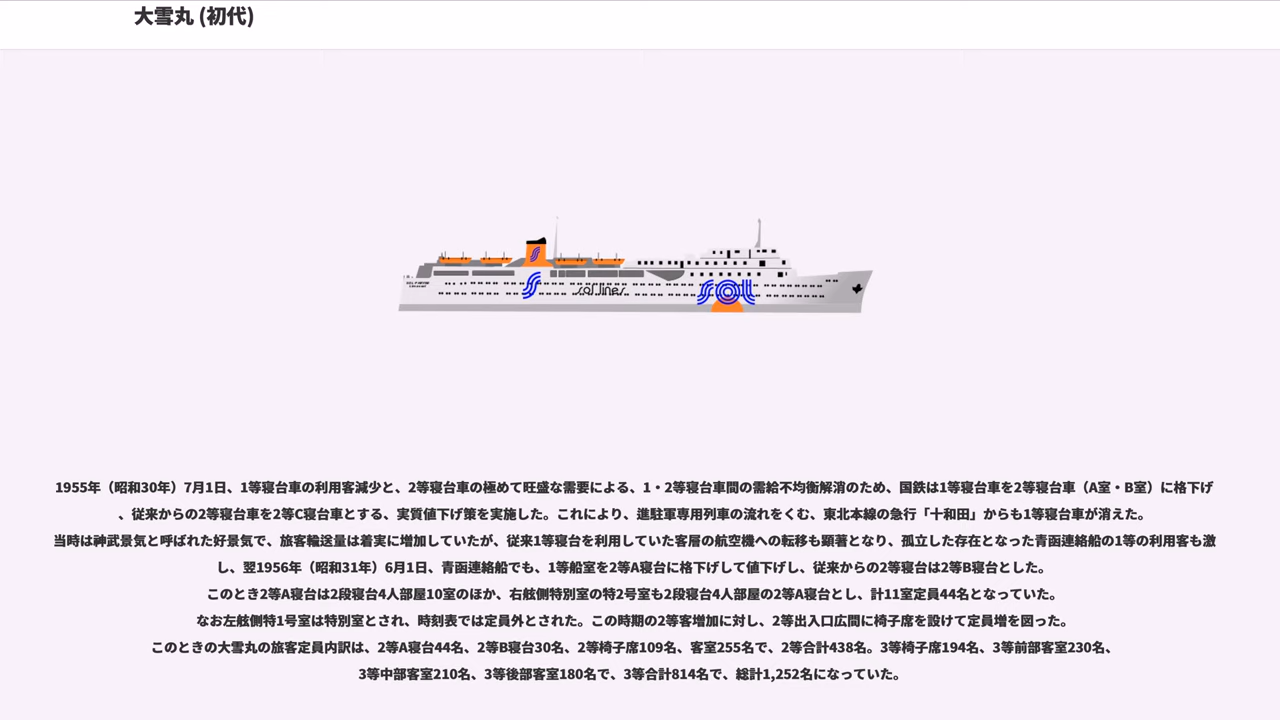 大雪丸 (初代)
sol lines
SOL
1955年（昭和30年）7月1日、1等寝台車の利用客減少と、2等寝台車の極めて旺盛な需要による、1・2等寝台車間の需給不均衡解消のため、国鉄は1等寝台車を2等寝台車（A室・B室）に格下げ
、従来からの2等寝台車を2等C寝台車とする、実質値下げ策を実施した。これにより、進駐軍専用列車の流れをくむ、東北本線の急行「十和田」からも1等寝台車が消えた。
当時は神武景気と呼ばれた好景気で、旅客輸送量は着実に増加していたが、従来1等寝台を利用していた客層の航空機への転移も顕著となり、孤立した存在となった青函連絡船の1等の利用客も激
し、翌1956年（昭和31年）6月1日、青函連絡船でも、1等船室を2等A寝台に格下げして値下げし、従来からの2等寝台は2等B寝台とした。
このとき2等A寝台は2段寝台4人部屋10室のほか、右舷側特別室の特2号室も2段寝台4人部屋の2等A寝台とし、計11室定員44名となっていた。
なお左舷側特1号室は特別室とされ、時刻表では定員外とされた。この時期の2等客増加に対し、2等出入口広間に椅子席を設けて定員増を図った。
このときの大雪丸の旅客定員内訳は、2等A寝台44名、2等B寝台30名、2等椅子席109名、客室255名で、2等合計438名。3等椅子席194名、3等前部客室230名、
3等中部客室210名、3等後部客室180名で、3等合計814名で、総計1,252名になっていた。